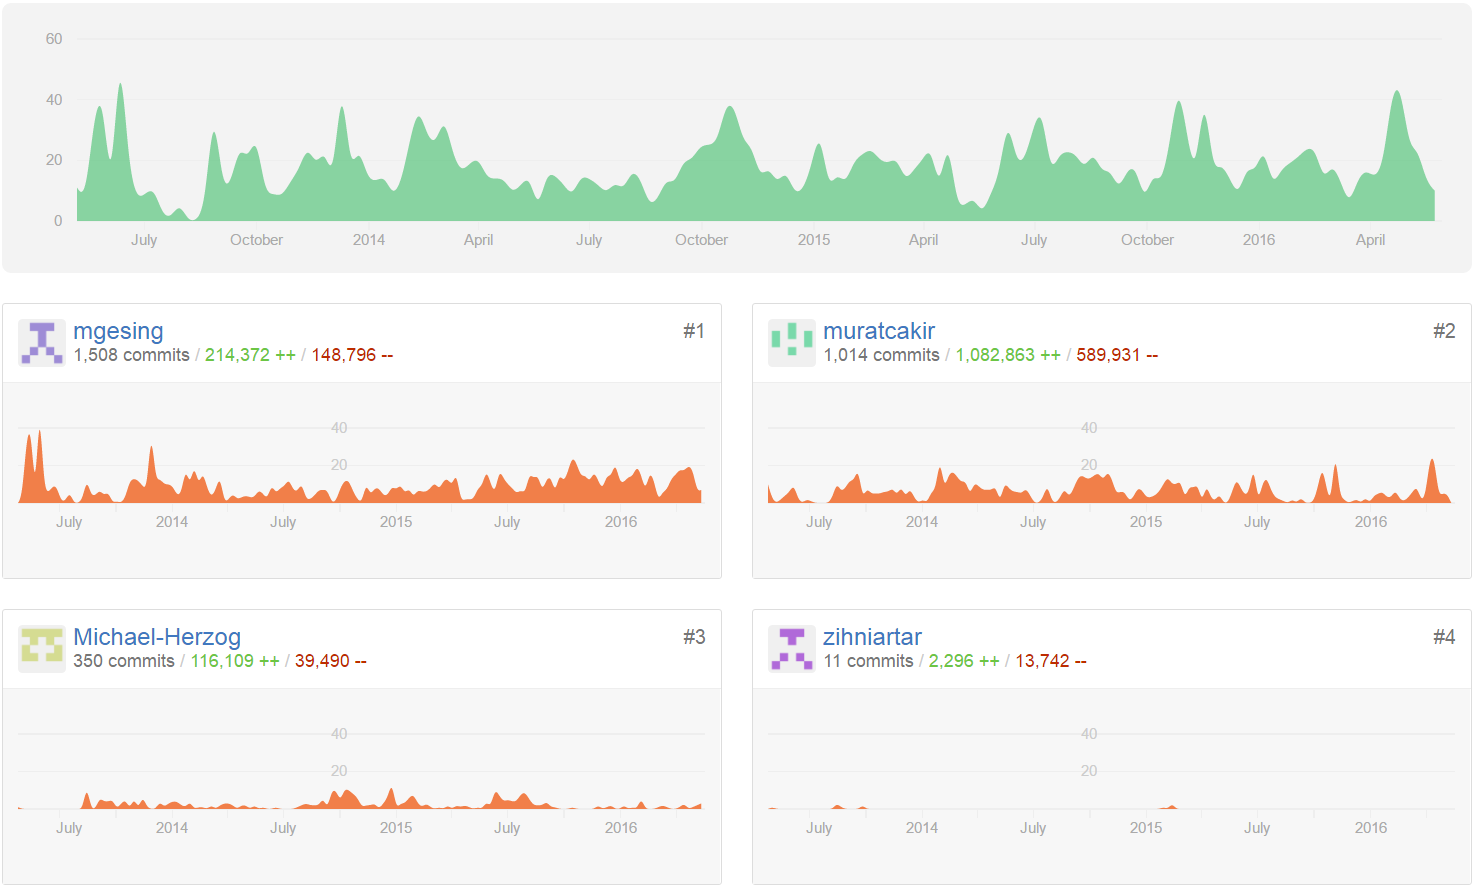 60
40
20
0
July October 2014 April July October 2015 April July October 2016 April
mgesing #1
1,508 commits / 214,372 ++ / 148,796 --
40
20
July 2014 July 2015 July 2016
muratcakir #2
1,014 commits / 1,082,863 ++ / 589,931 --
40
20
July 2014 July 2015 July 2016
Michael-Herzog #3
350 commits / 116,109 ++ / 39,490 --
40
20
July 2014 July 2015 July 2016
zihniartar #4
11 commits / 2,296 ++ / 13,742 --
40
20
July 2014 July 2015 July 2016